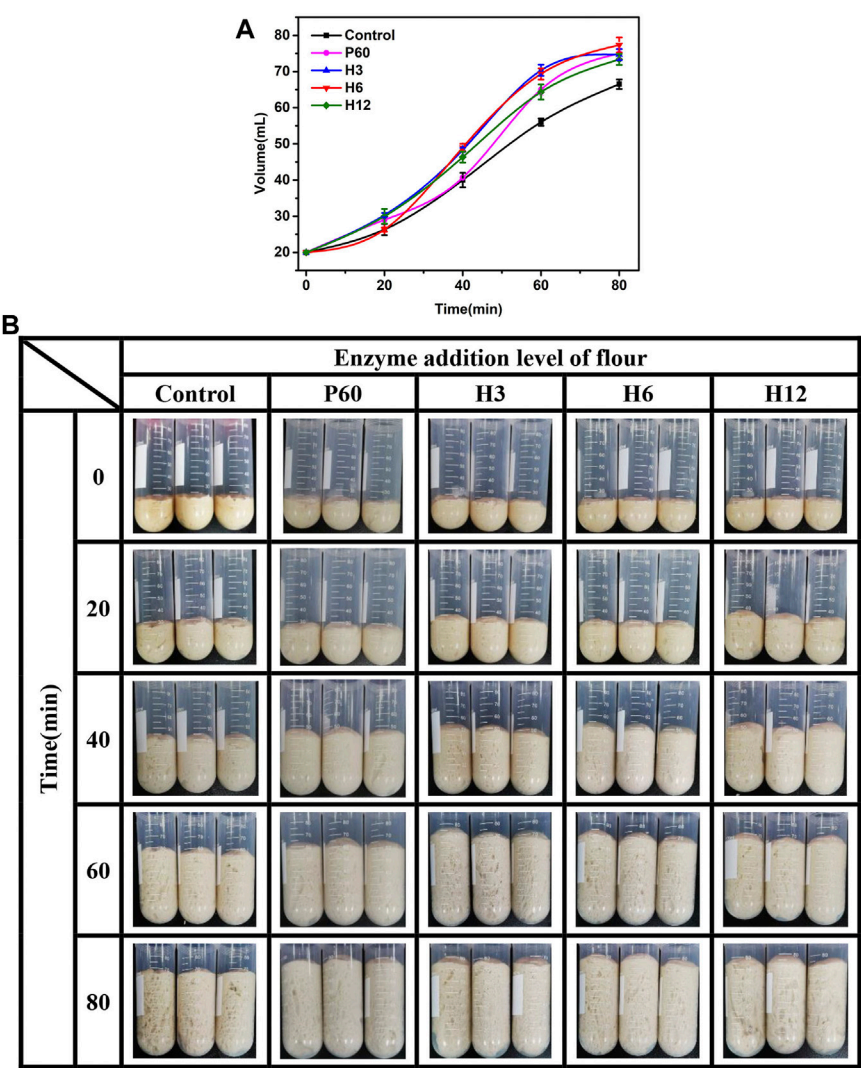 A
Control
P60
H3
H6
H12
80
70
60
50
40
30
20
Volume(mL)
0 20 40 60 80
Time(min)
B
Enzyme addition level of flour
Control P60 H3 H6 H12
Time(min)
0
20
40
60
80